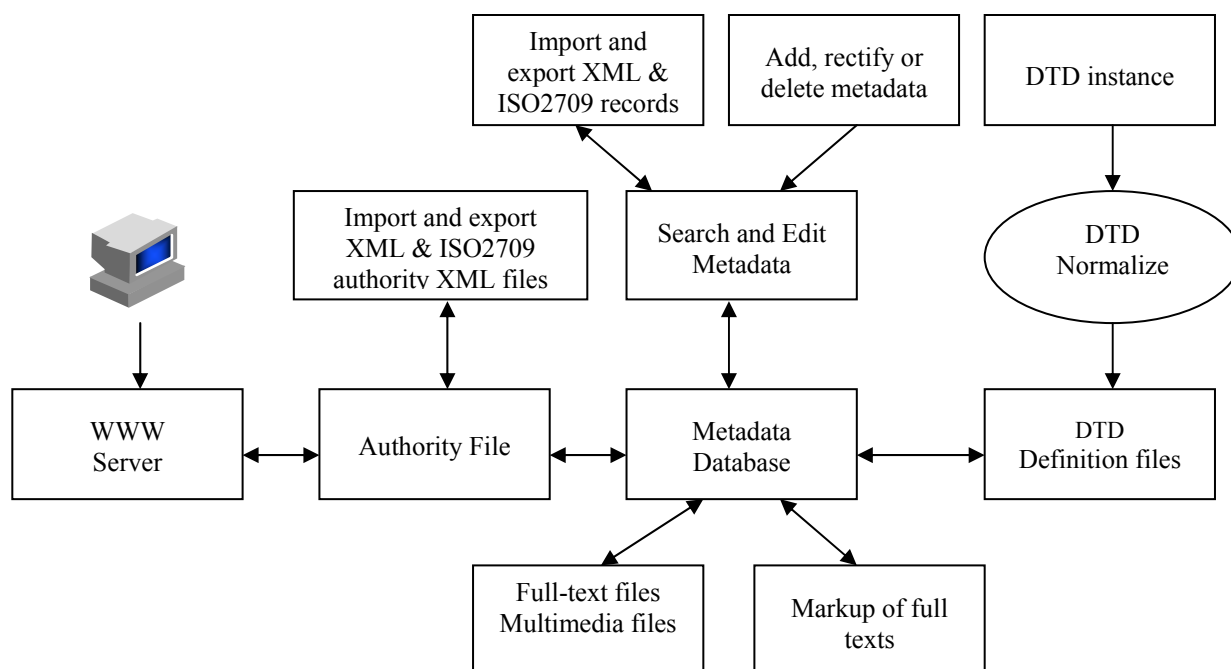 Import and
export XML &
ISO2709 records
Add, rectify or
delete metadata
DTD instance
Import and export
XML & ISO2709
authority XML files
Search and Edit
Metadata
DTD
Normalize
WWW
Server
Authority File
Metadata
Database
DTD
Definition files
Full-text files
Multimedia files
Markup of full
texts